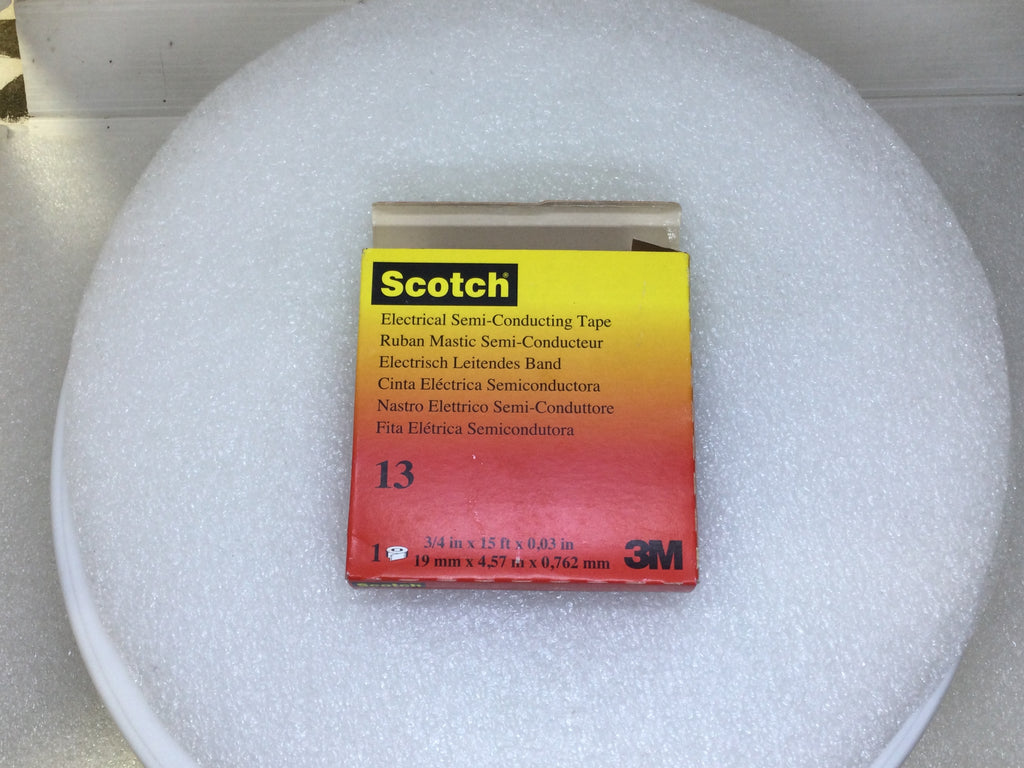 Scotch®
Electrical Semi-Conducting Tape
Ruban Mastic Semi-Conducteur
Electrisch Leitendes Band
Cinta Eléctrica Semiconductora
Nastro Elettrico Semi-Conduttore
Fita Elétrica Semicondutora
13
3/4 in x 15 ft x 0,03 in
1 19 mm x 4,57 m x 0,762 mm
3M
Scotch